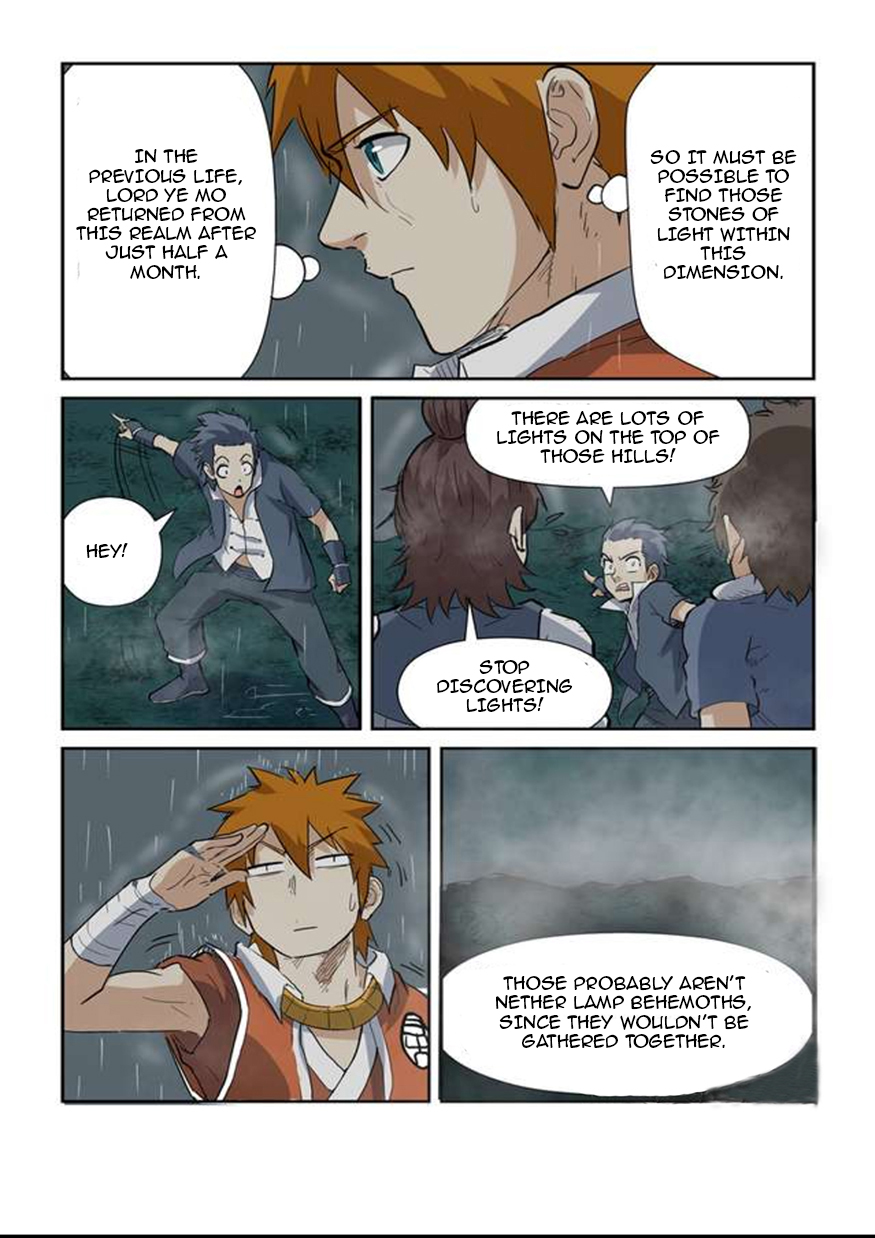 IN THE
PREVIOUS LIFE,
LORD YE MO
RETURNED FROM
THIS REALM AFTER
JUST HALF A
MONTH.
SO IT MUST BE
POSSIBLE TO
FIND THOSE
STONES OF
LIGHT WITHIN
THIS
DIMENSION.
HEY!
THERE ARE LOTS OF
LIGHTS ON THE TOP OF
THOSE HILLS!
STOP
DISCOVERING
LIGHTS!
THOSE PROBABLY AREN'T
NETHER LAMP BEHEMOTHS,
SINCE THEY WOULDN'T BE
GATHERED TOGETHER.